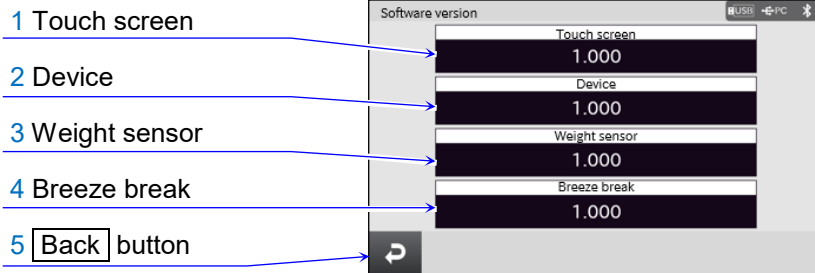 1 Touch screen
2 Device
3 Weight sensor
4 Breeze break
5 Back button
Software version
USB PC
Touch screen
1.000
Device
1.000
Weight sensor
1.000
Breeze break
1.000